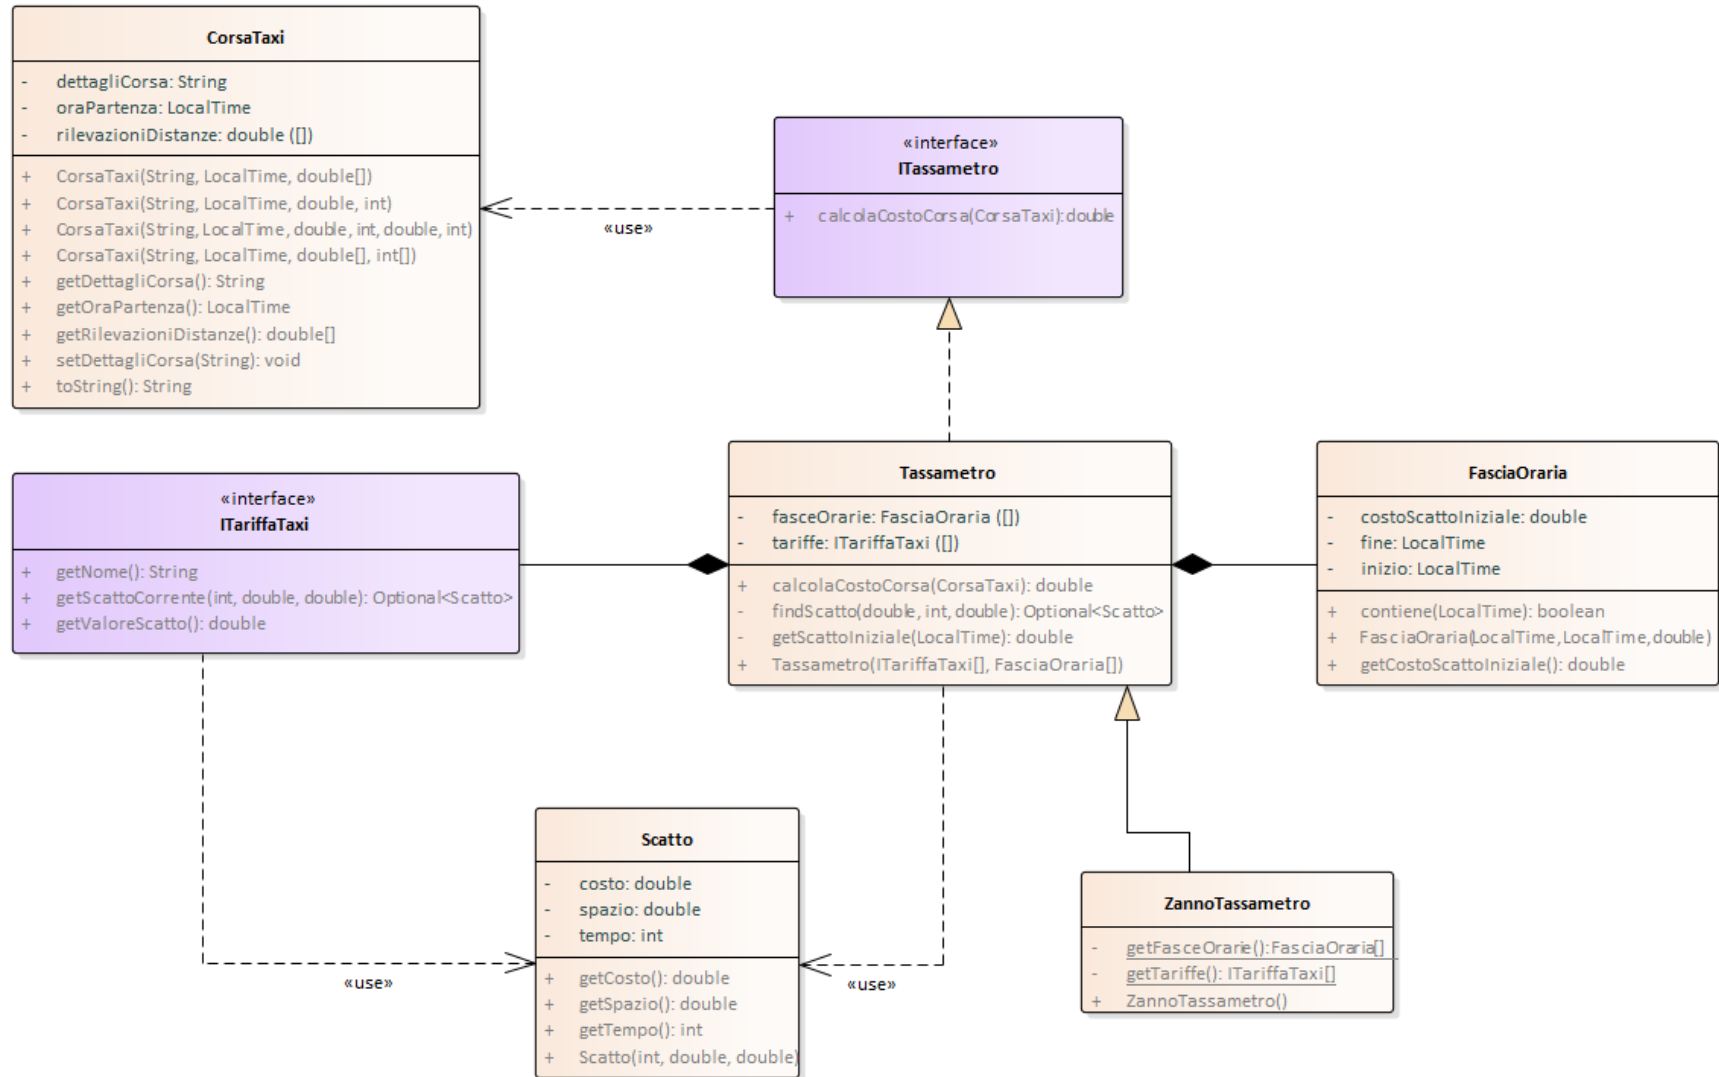 CorsaTaxi
- dettagliCorsa: String
- oraPartenza: LocalTime
- rilevazioniDistanze: double ([])
+ CorsaTaxi(String, LocalTime, double[])
+ CorsaTaxi(String, LocalTime, double, int)
+ CorsaTaxi(String, LocalTime, double, int, double, int)
+ CorsaTaxi(String, LocalTime, double[], int[])
+ getDettagliCorsa(): String
+ getOraPartenza(): LocalTime
+ getRilevazioniDistanze(): double[]
+ setDettagliCorsa(String): void
+ toString(): String
«use»
«interface»
ITassametro
+ calcolaCostoCorsa(CorsaTaxi):double
«interface»
ITariffaTaxi
+ getNome(): String
+ getScattoCorrente(int, double, double): Optional<Scatto>
+ getValoreScatto(): double
Tassametro
- fasceOrarie: FasciaOraria ([])
- tariffe: ITariffaTaxi ([])
+ calcolaCostoCorsa(CorsaTaxi): double
- findScatto(double, int, double): Optional<Scatto>
- getScattoIniziale(LocalTime): double
+ Tassametro(ITariffaTaxi[], FasciaOraria[])
FasciaOraria
- costoScattoIniziale: double
- fine: LocalTime
- inizio: LocalTime
+ contiene(LocalTime): boolean
+ FasciaOraria(LocalTime,LocalTime,double)
+ getCostoScattoIniziale(): double
Scatto
- costo: double
- spazio: double
- tempo: int
+ getCosto(): double
+ getSpazio(): double
+ getTempo(): int
+ Scatto(int, double, double)
«use»
«use»
ZannoTassametro
- getFasceOrarie():FasciaOraria[]
- getTariffe(): ITariffaTaxi[]
+ ZannoTassametro()